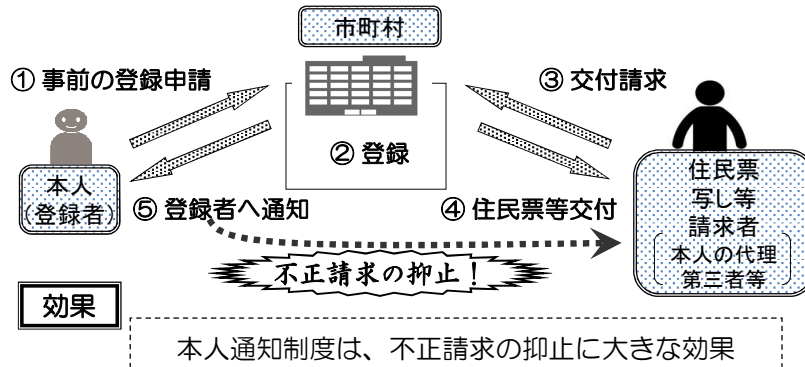 市町村
① 事前の登録申請
③ 交付請求
② 登録
本人
(登録者)
住民票
写し等
請求者
本人の代理
第三者等
⑤ 登録者へ通知
④ 住民票等交付
不正請求の抑止！
効果
本人通知制度は、不正請求の抑止に大きな効果